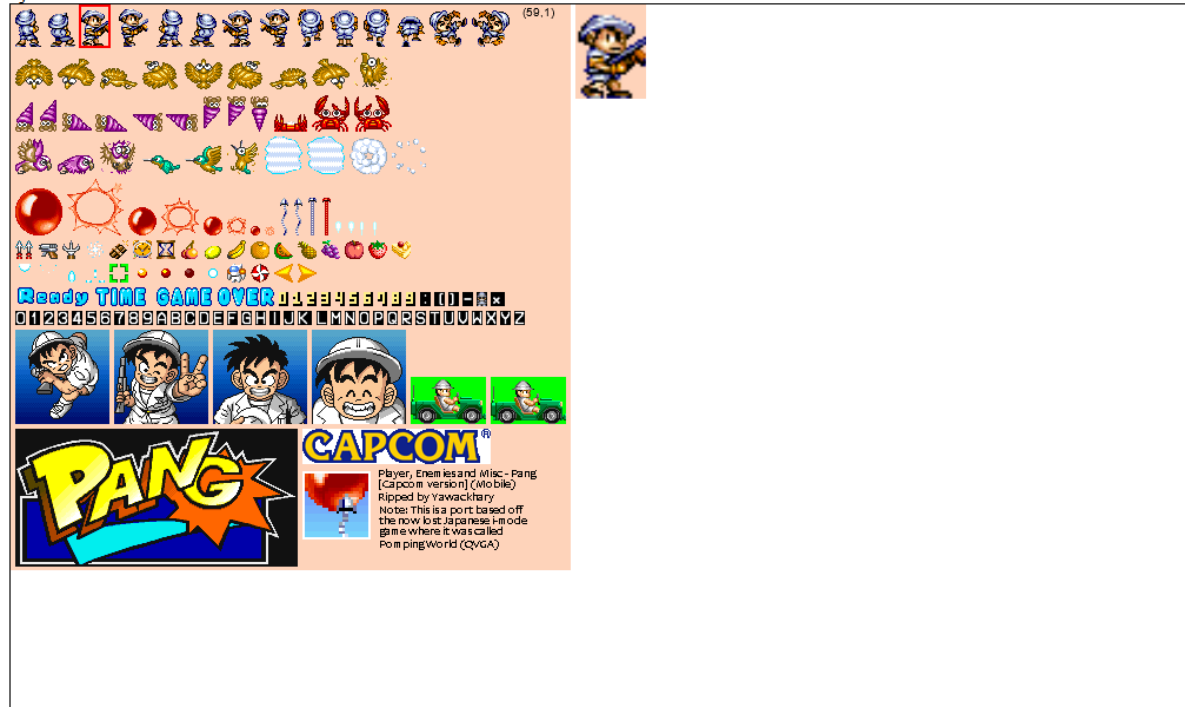 (59,1)
Ready TIME GAME OVER 0123456789:()-x
0123456789ABCDEFGHIJKLMNOPQRSTUVWXYZ
PANG
CAPCOM®
Player, Enemies and Misc - Pang
[Capcom version] (Mobile)
Ripped by Yawackhary
Note: This is a port based off
the now lost Japanese i-mode
game where it was called
Pomping World (QVGA)